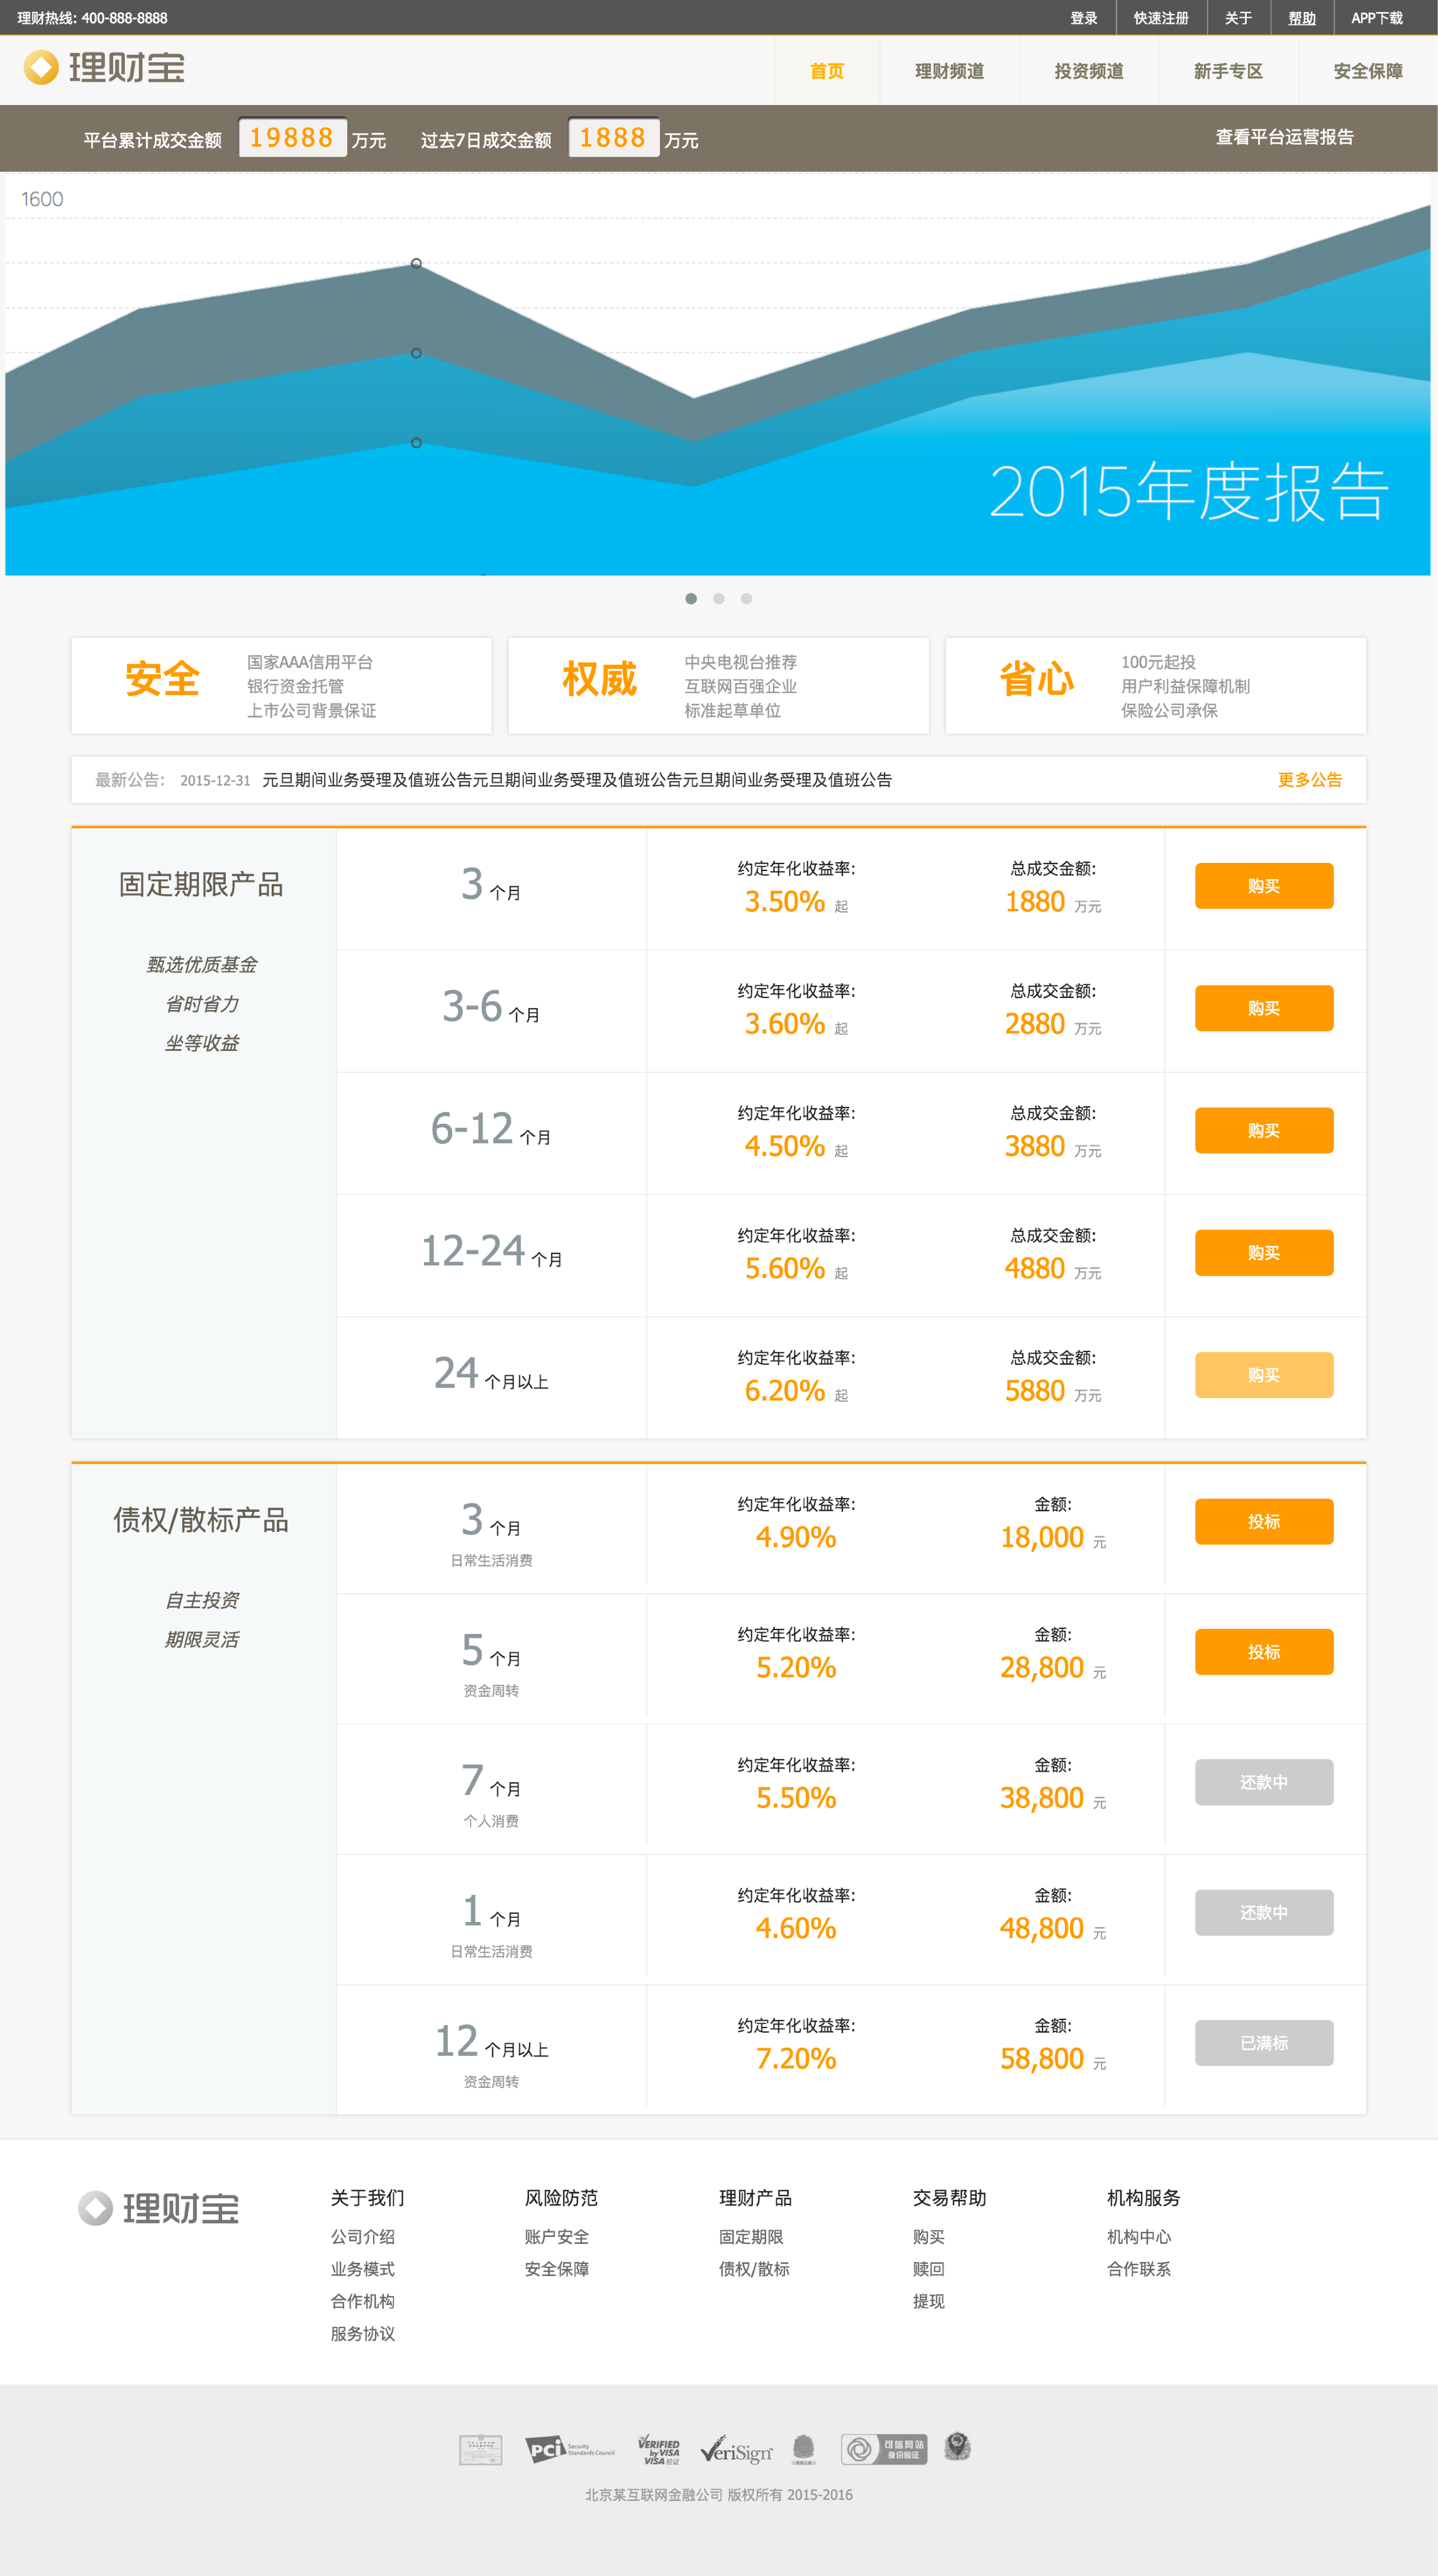 理财热线: 400-888-8888
登录 快速注册 关于 帮助 APP下载
理财宝
首页 理财频道 投资频道 新手专区 安全保障
平台累计成交金额 19888 万元 过去7日成交金额 1888 万元 查看平台运营报告
1600
2015年度报告
安全
国家AAA信用平台
银行资金托管
上市公司背景保证
权威
中央电视台推荐
互联网百强企业
标准起草单位
省心
100元起投
用户利益保障机制
保险公司承保
最新公告: 2015-12-31 元旦期间业务受理及值班公告元旦期间业务受理及值班公告元旦期间业务受理及值班公告 更多公告
固定期限产品
甄选优质基金
省时省力
坐等收益
3 个月
约定年化收益率: 总成交金额:
3.50% 起 1880 万元
购买
3-6 个月
约定年化收益率: 总成交金额:
3.60% 起 2880 万元
购买
6-12 个月
约定年化收益率: 总成交金额:
4.50% 起 3880 万元
购买
12-24 个月
约定年化收益率: 总成交金额:
5.60% 起 4880 万元
购买
24 个月以上
约定年化收益率: 总成交金额:
6.20% 起 5880 万元
购买
债权/散标产品
自主投资
期限灵活
3 个月
日常生活消费
约定年化收益率: 金额:
4.90% 18,000 元
投标
5 个月
资金周转
约定年化收益率: 金额:
5.20% 28,800 元
投标
7 个月
个人消费
约定年化收益率: 金额:
5.50% 38,800 元
还款中
1 个月
日常生活消费
约定年化收益率: 金额:
4.60% 48,800 元
还款中
12 个月以上
资金周转
约定年化收益率: 金额:
7.20% 58,800 元
已满标
理财宝
关于我们
公司介绍
业务模式
合作机构
服务协议
风险防范
账户安全
安全保障
理财产品
固定期限
债权/散标
交易帮助
购买
赎回
提现
机构服务
机构中心
合作联系
PCI Security
Standards Council
VERIFIED
by VISA
VISA验证
VeriSign
可信网站
身份验证
北京某互联网金融公司 版权所有 2015-2016